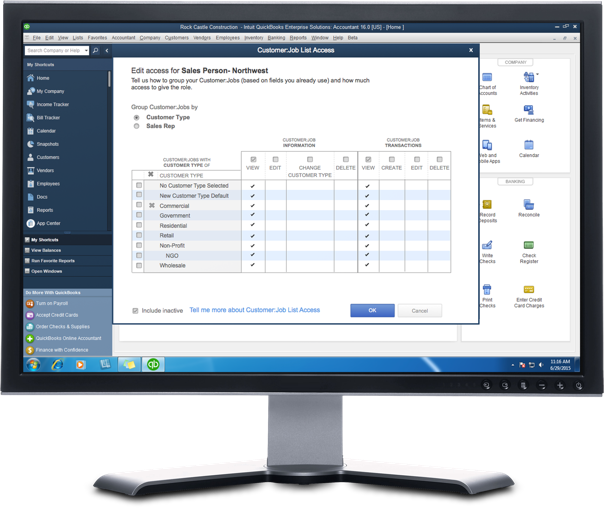 Rock Castle Construction - Intuit QuickBooks Enterprise Solutions: Accountant 16.0 [US] - [Home ]
File Edit View Lists Favorites Accountant Company Customers Vendors Employees Inventory Banking Reports Window Help Beta
Search Company or Help
My Shortcuts
Home
My Company
Income Tracker
Bill Tracker
Calendar
Snapshots
Customers
Vendors
Employees
Docs
Reports
App Center
My Shortcuts
View Balances
Run Favorite Reports
Open Windows
Do More With QuickBooks
Turn on Payroll
Accept Credit Cards
Order Checks & Supplies
QuickBooks Online Accountant
Finance with Confidence
Customer:Job List Access
X
Edit access for Sales Person- Northwest
Tell us how to group your Customer:Jobs (based on fields you already use) and how much
access to give the role.
Group Customer:Jobs by
Customer Type
Sales Rep
CUSTOMER:JOB
INFORMATION
CUSTOMER:JOB
TRANSACTIONS
CUSTOMER:JOBS WITH
CUSTOMER TYPE OF
VIEW EDIT CHANGE CUSTOMER TYPE DELETE VIEW CREATE EDIT DELETE
CUSTOMER TYPE
No Customer Type Selected
New Customer Type Default
Commercial
Government
Residential
Retail
Non-Profit
NGO
Wholesale
Include inactive
Tell me more about Customer:Job List Access
OK
Cancel
COMPANY
Chart of
Accounts
Inventory
Activities
Items &
Services
Get Financing
Web and
Mobile Apps
Calendar
BANKING
Record
Deposits
Reconcile
Write
Checks
Check
Register
Print
Checks
Enter Credit
Card Charges
11:16 AM
6/29/2015
qb